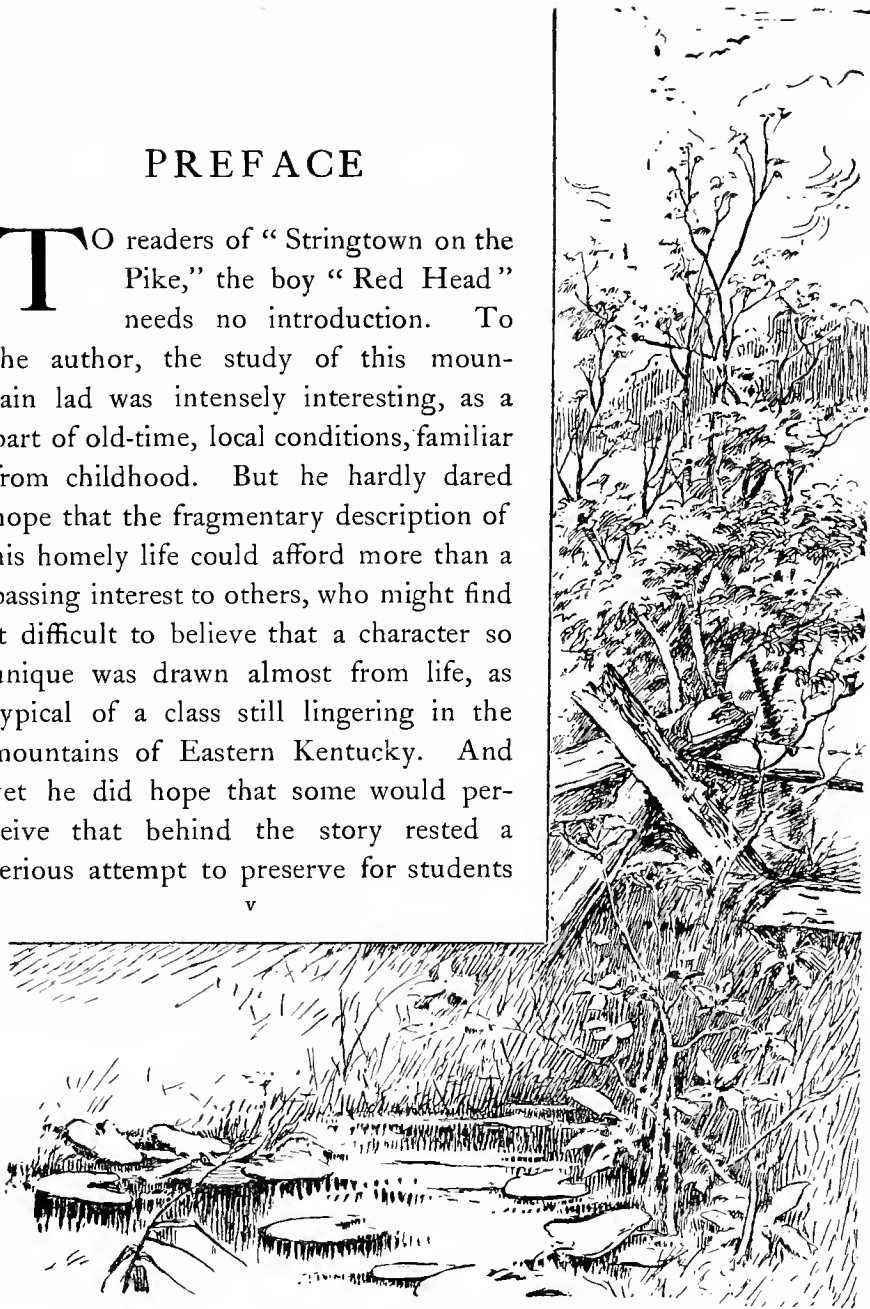 PREFACE
TO readers of “ Stringtown on the
Pike,” the boy “ Red Head ”
needs no introduction. To
he author, the study of this moun-
ain lad was intensely interesting, as a
art of old-time, local conditions, familiar
rom childhood. But he hardly dared
ope that the fragmentary description of
is homely life could afford more than a
assing interest to others, who might find
t difficult to believe that a character so
nique was drawn almost from life, as
ypical of a class still lingering in the
ountains of Eastern Kentucky. And
et he did hope that some would per-
eive that behind the story rested a
erious attempt to preserve for students
v